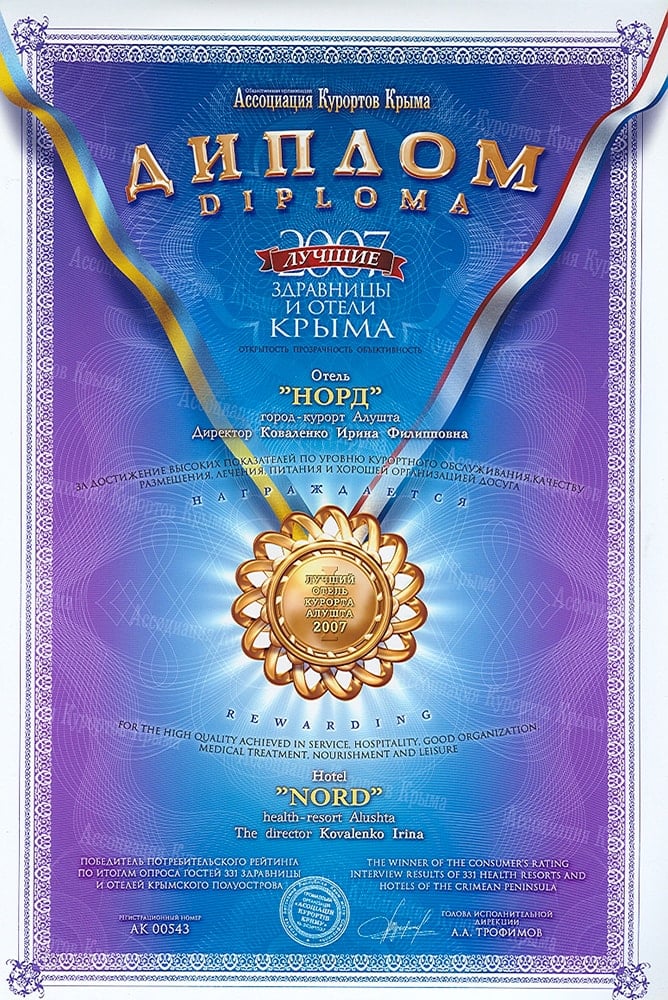 Общественная организация
Ассоциация Курортов Крыма
ДИПЛОМ
DIPLOMA
2007
ЛУЧШИЕ
ЗДРАВНИЦЫ
И ОТЕЛИ
КРЫМА
ОТКРЫТОСТЬ ПРОЗРАЧНОСТЬ ОБЪЕКТИВНОСТЬ
Отель
"НОРД"
город-курорт Алушта
Директор Коваленко Ирина Филипповна
ЗА ДОСТИЖЕНИЕ ВЫСОКИХ ПОКАЗАТЕЛЕЙ ПО УРОВНЮ КУРОРТНОГО ОБСЛУЖИВАНИЯ, КАЧЕСТВУ
РАЗМЕЩЕНИЯ, ЛЕЧЕНИЯ, ПИТАНИЯ И ХОРОШЕЙ ОРГАНИЗАЦИЕЙ ДОСУГА
НАГРАЖДАЕТСЯ
I
ЛУЧШИЙ
ОТЕЛЬ
КУРОРТА
АЛУШТА
2007
REWARDING
FOR THE HIGH QUALITY ACHIEVED IN SERVICE, HOSPITALITY, GOOD ORGANIZATION,
MEDICAL TREATMENT, NOURISHMENT AND LEISURE
Hotel
"NORD"
health-resort Alushta
The director Kovalenko Irina
ПОБЕДИТЕЛЬ ПОТРЕБИТЕЛЬСКОГО РЕЙТИНГА
ПО ИТОГАМ ОПРОСА ГОСТЕЙ 331 ЗДРАВНИЦЫ
И ОТЕЛЕЙ КРЫМСКОГО ПОЛУОСТРОВА
THE WINNER OF THE CONSUMER'S RATING
INTERVIEW RESULTS OF 331 HEALTH RESORTS AND
HOTELS OF THE CRIMEAN PENINSULA
РЕГИСТРАЦИОННЫЙ НОМЕР
АК 00543
"АСОЦІАЦІЯ
КУРОРТІВ
КРИМУ"
ГОЛОВА ИСПОЛНИТЕЛЬНОЙ
ДИРЕКЦИИ
А.А. ТРОФИМОВ